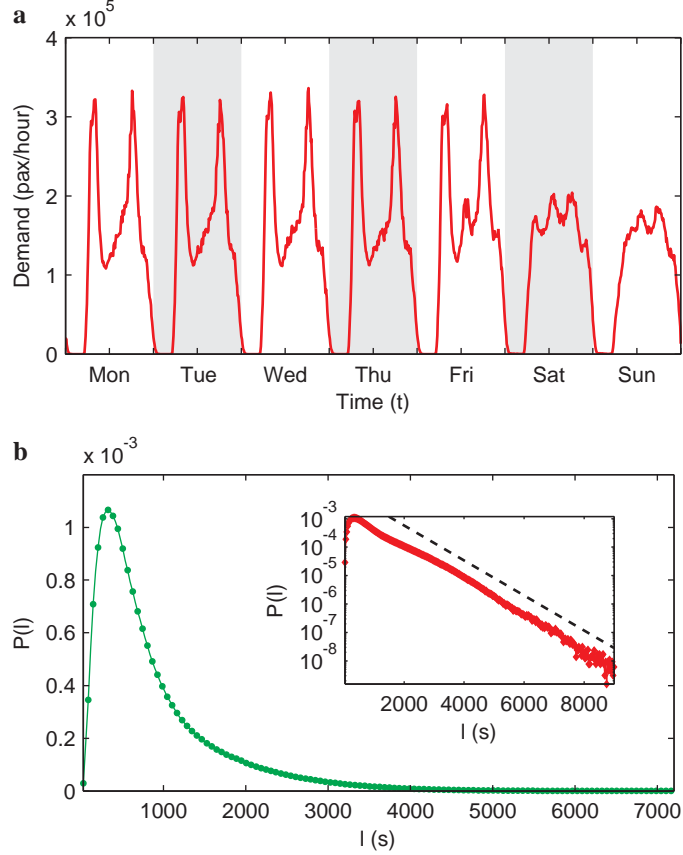 a
x 10^5
4
3
2
1
0
Demand (pax/hour)
Mon Tue Wed Thu Fri Sat Sun
Time (t)
b
x 10^-3
1
0.8
0.6
0.4
0.2
0
P(l)
1000 2000 3000 4000 5000 6000 7000
l (s)
10^-3
10^-4
10^-5
10^-6
10^-7
10^-8
10^-8
P(l)
2000 4000 6000 8000
l (s)